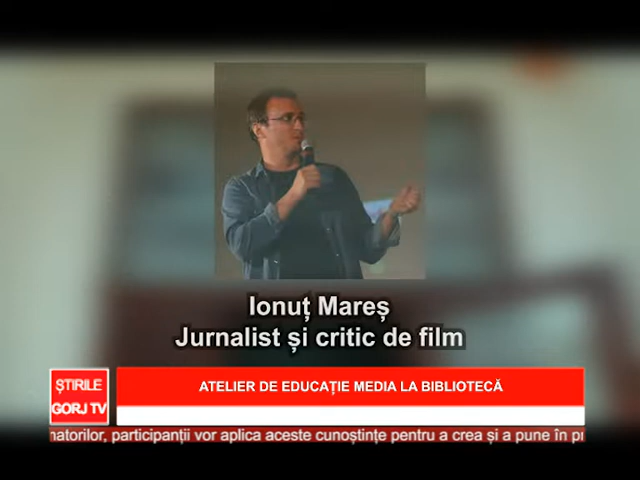 Ionuț Mareș
Jurnalist și critic de film
ȘTIRILE
GORJ TV
ATELIER DE EDUCAȚIE MEDIA LA BIBLIOTECĂ
participanții vor aplica aceste cunoștințe pentru a crea și a pune în